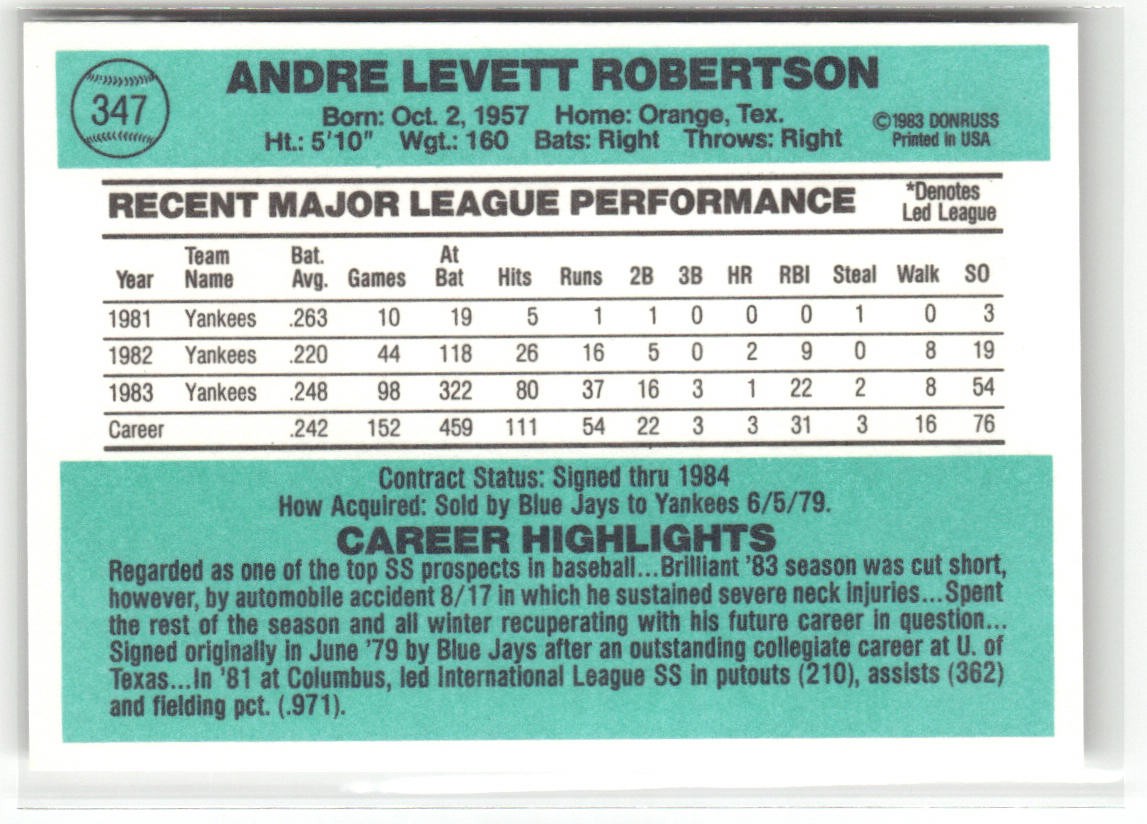 347
ANDRE LEVETT ROBERTSON
Born: Oct. 2, 1957 Home: Orange, Tex.
Ht.: 5'10" Wgt.: 160 Bats: Right Throws: Right
©1983 DONRUSS
Printed in USA
RECENT MAJOR LEAGUE PERFORMANCE
*Denotes
Led League
Year Team Name Bat. Avg. Games At Bat Hits Runs 2B 3B HR RBI Steal Walk SO
1981 Yankees .263 10 19 5 1 1 0 0 0 1 0 3
1982 Yankees .220 44 118 26 16 5 0 2 9 0 8 19
1983 Yankees .248 98 322 80 37 16 3 1 22 2 8 54
Career .242 152 459 111 54 22 3 3 31 3 16 76
Contract Status: Signed thru 1984
How Acquired: Sold by Blue Jays to Yankees 6/5/79.
CAREER HIGHLIGHTS
Regarded as one of the top SS prospects in baseball...Brilliant '83 season was cut short,
however, by automobile accident 8/17 in which he sustained severe neck injuries...Spent
the rest of the season and all winter recuperating with his future career in question...
Signed originally in June '79 by Blue Jays after an outstanding collegiate career at U. of
Texas...In '81 at Columbus, led International League SS in putouts (210), assists (362)
and fielding pct. (.971).